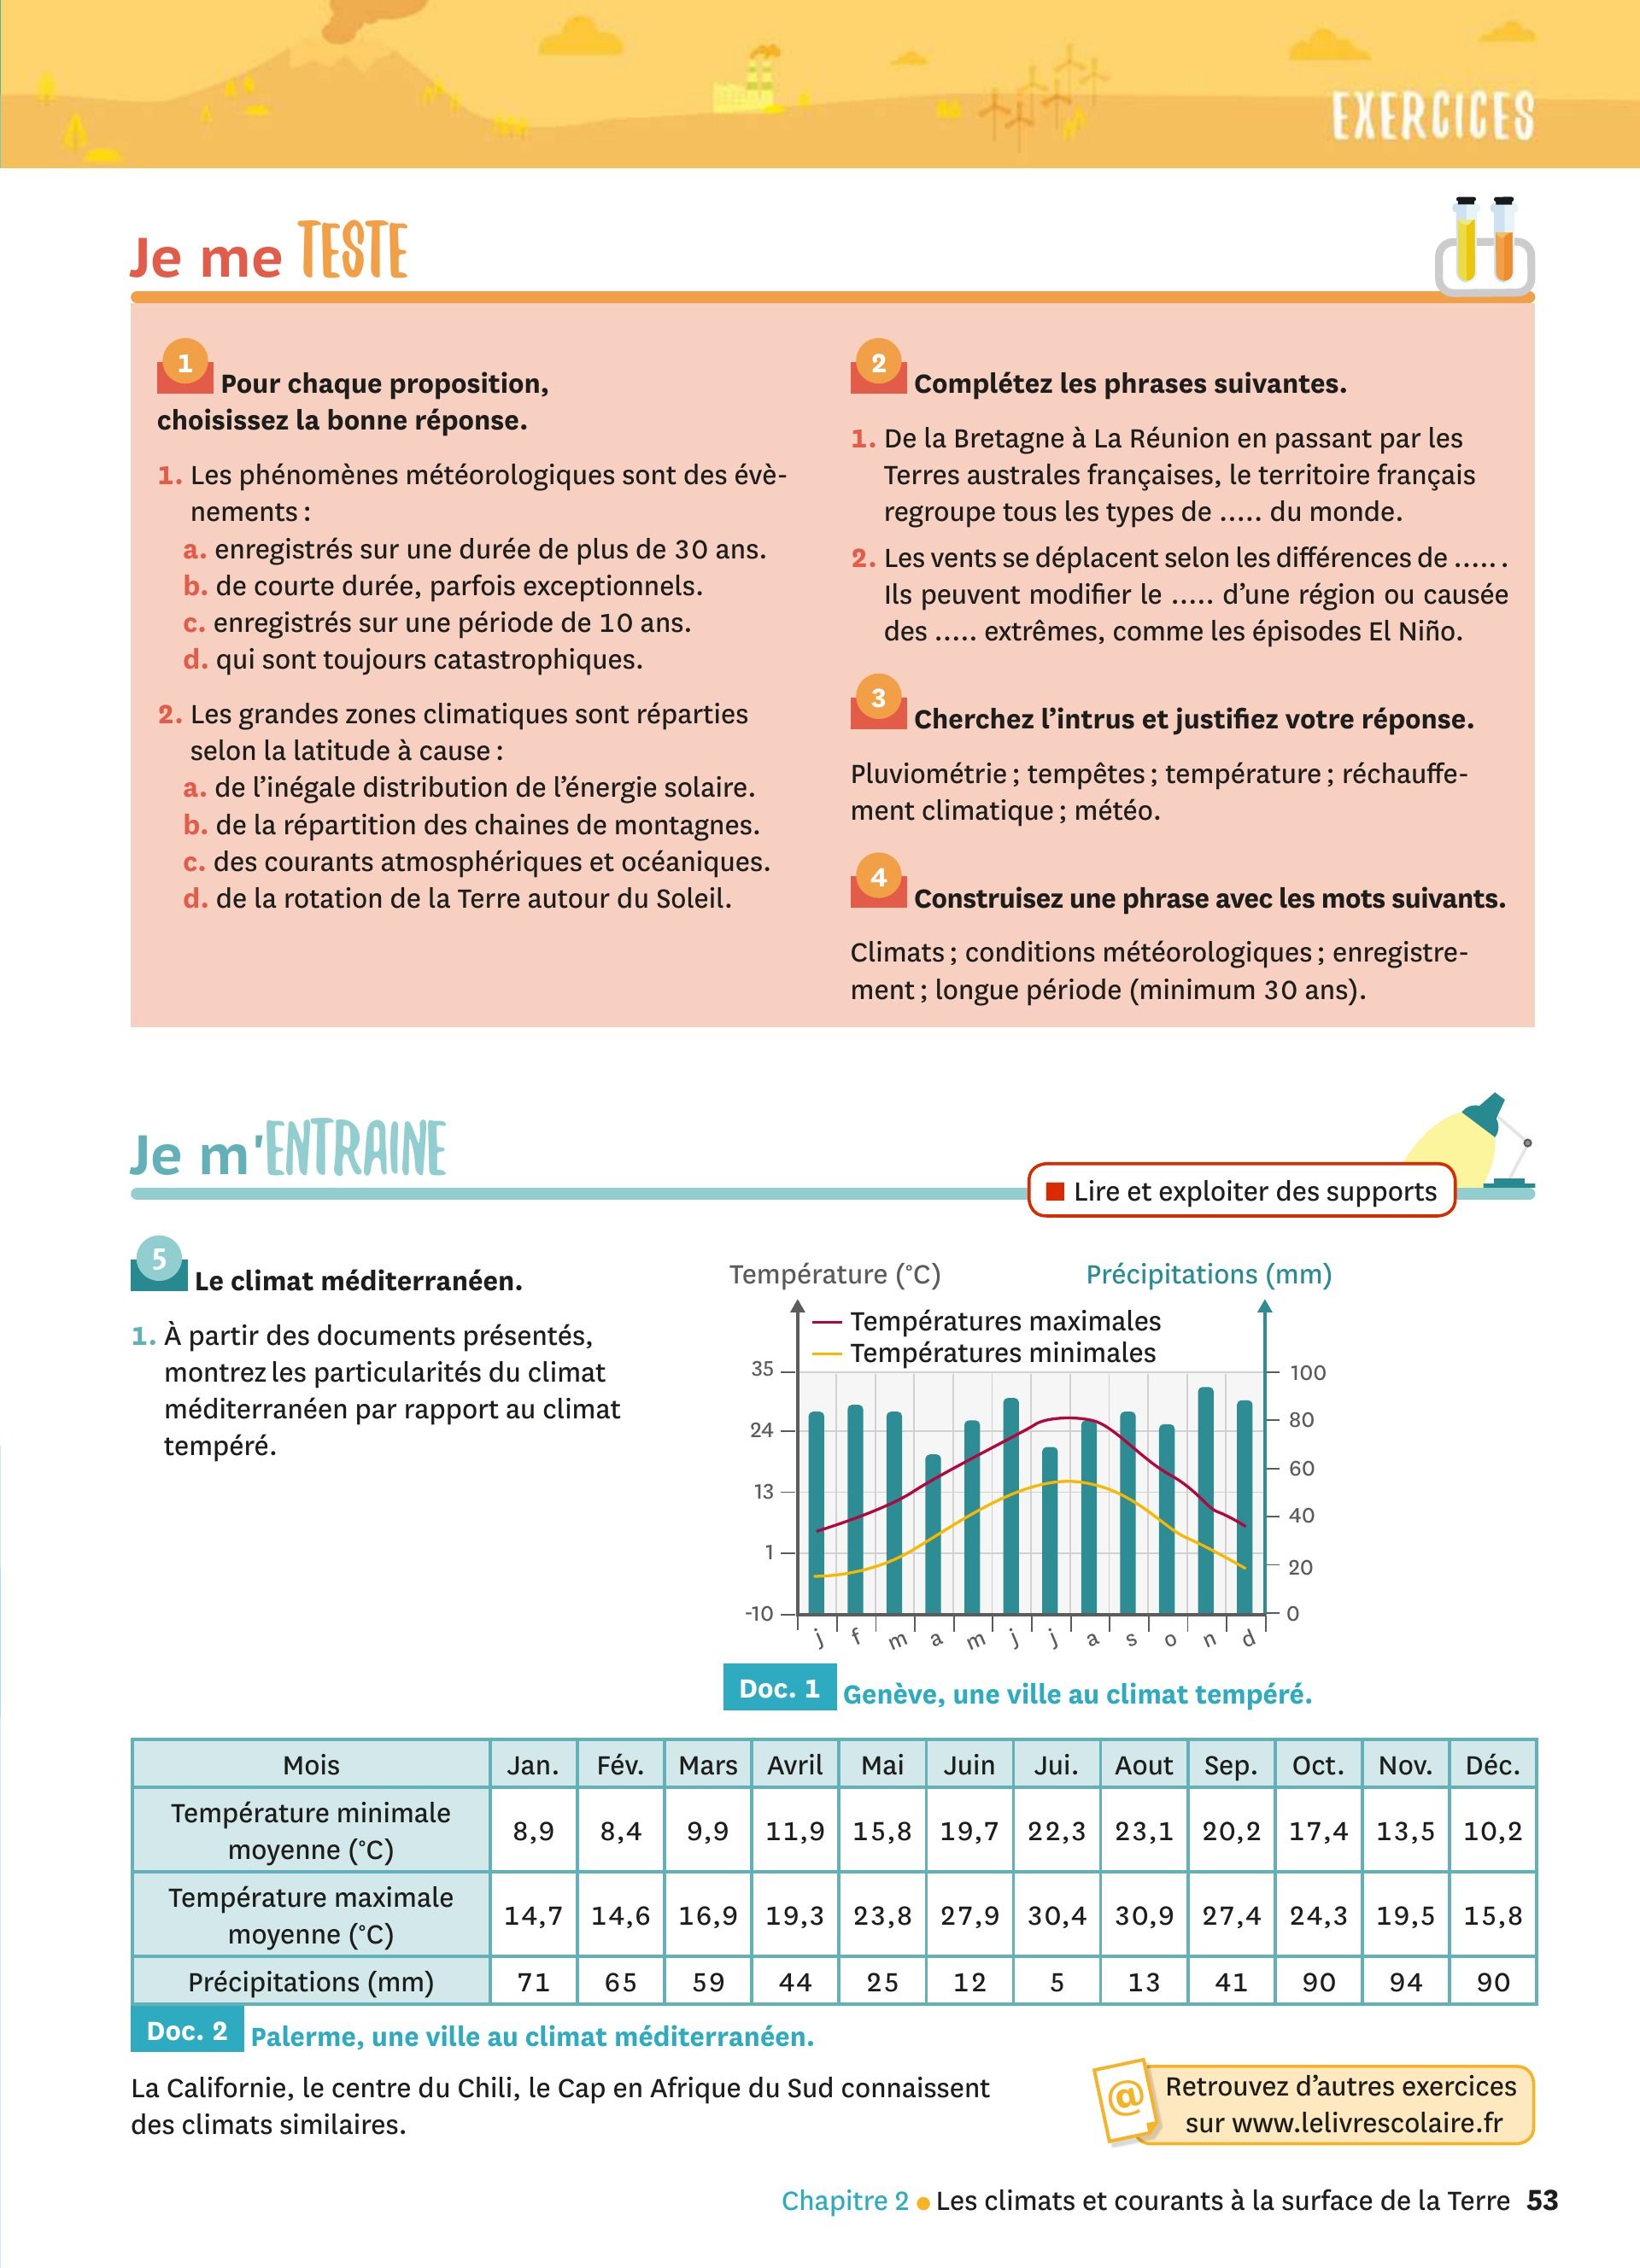 EXERCICES
Je me TESTE
1 Pour chaque proposition,
choisissez la bonne réponse.
1. Les phénomènes météorologiques sont des évè-
nements :
a. enregistrés sur une durée de plus de 30 ans.
b. de courte durée, parfois exceptionnels.
c. enregistrés sur une période de 10 ans.
d. qui sont toujours catastrophiques.
2. Les grandes zones climatiques sont réparties
selon la latitude à cause :
a. de l'inégale distribution de l'énergie solaire.
b. de la répartition des chaines de montagnes.
c. des courants atmosphériques et océaniques.
d. de la rotation de la Terre autour du Soleil.
2 Complétez les phrases suivantes.
1. De la Bretagne à La Réunion en passant par les
Terres australes françaises, le territoire français
regroupe tous les types de ..... du monde.
2. Les vents se déplacent selon les différences de ..... .
Ils peuvent modifier le ..... d'une région ou causée
des ..... extrêmes, comme les épisodes El Niño.
3 Cherchez l'intrus et justifiez votre réponse.
Pluviométrie ; tempêtes ; température ; réchauffe-
ment climatique ; météo.
4 Construisez une phrase avec les mots suivants.
Climats ; conditions météorologiques ; enregistre-
ment ; longue période (minimum 30 ans).
Je m'ENTRAINE
Lire et exploiter des supports
5 Le climat méditerranéen.
1. À partir des documents présentés,
montrez les particularités du climat
méditerranéen par rapport au climat
tempéré.
Température (°C) Précipitations (mm)
Températures maximales
Températures minimales
35 100
24 80
60
13
40
1
20
-10 0
j f m a m j j a s o n d
Doc. 1 Genève, une ville au climat tempéré.
Mois Jan. Fév. Mars Avril Mai Juin Jui. Aout Sep. Oct. Nov. Déc.
Température minimale
moyenne (°C) 8,9 8,4 9,9 11,9 15,8 19,7 22,3 23,1 20,2 17,4 13,5 10,2
Température maximale
moyenne (°C) 14,7 14,6 16,9 19,3 23,8 27,9 30,4 30,9 27,4 24,3 19,5 15,8
Précipitations (mm) 71 65 59 44 25 12 5 13 41 90 94 90
Doc. 2 Palerme, une ville au climat méditerranéen.
La Californie, le centre du Chili, le Cap en Afrique du Sud connaissent
des climats similaires.
@ Retrouvez d'autres exercices
sur www.lelivrescolaire.fr
Chapitre 2 ● Les climats et courants à la surface de la Terre 53